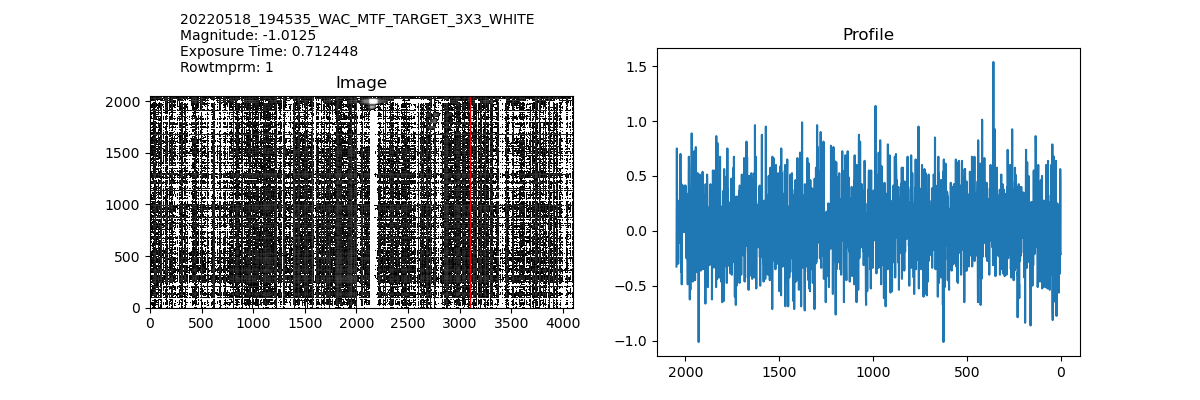 20220518_194535_WAC_MTF_TARGET_3X3_WHITE
Magnitude: -1.0125
Exposure Time: 0.712448
Rowtmprm: 1
Image
2000
1500
1000
500
0
0 500 1000 1500 2000 2500 3000 3500 4000
Profile
1.5
1.0
0.5
0.0
−0.5
−1.0
2000 1500 1000 500 0